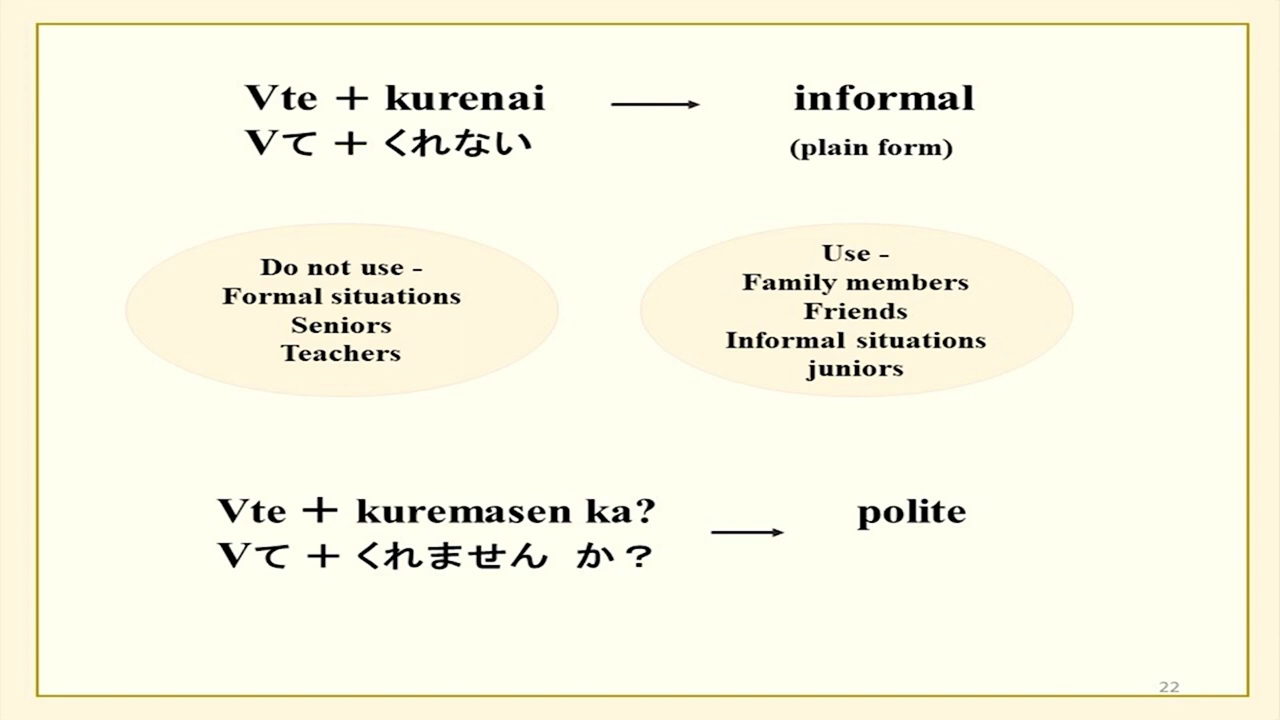 Vte + kurenai
informal
Vて + くれない
(plain form)
Do not use -
Formal situations
Seniors
Teachers
Use -
Family members
Friends
Informal situations
juniors
Vte + kuremasen ka?
polite
Vて + くれません か？
22